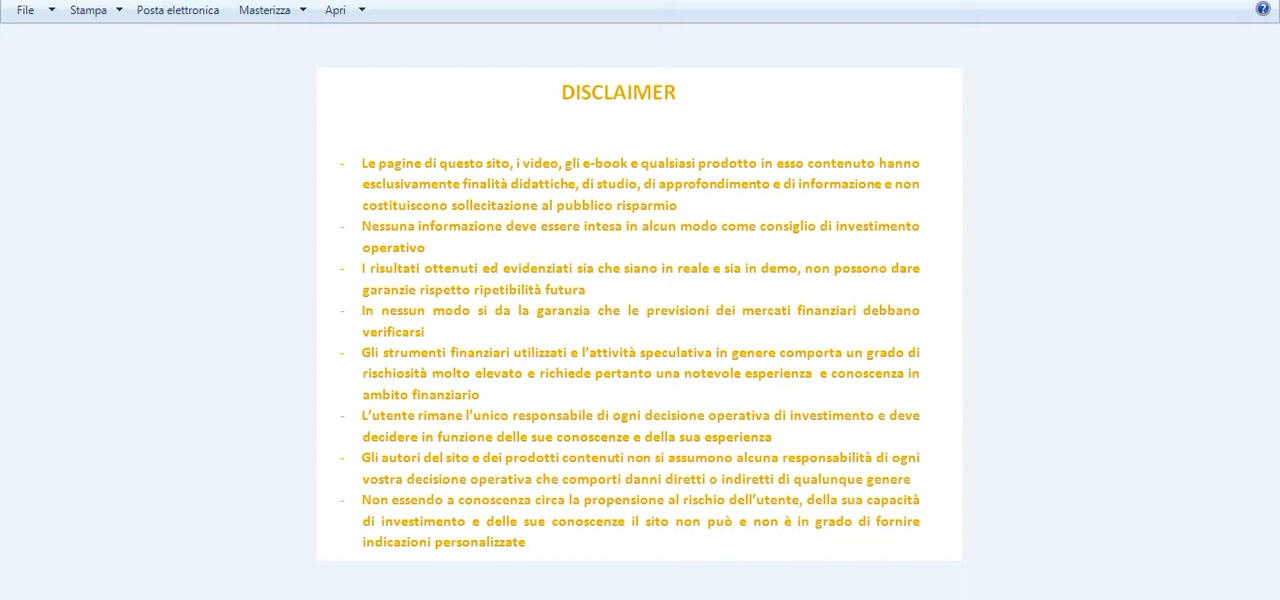 File Stampa Posta elettronica Masterizza Apri
DISCLAIMER
- Le pagine di questo sito, i video, gli e-book e qualsiasi prodotto in esso contenuto hanno
esclusivamente finalità didattiche, di studio, di approfondimento e di informazione e non
costituiscono sollecitazione al pubblico risparmio
- Nessuna informazione deve essere intesa in alcun modo come consiglio di investimento
operativo
- I risultati ottenuti ed evidenziati sia che siano in reale e sia in demo, non possono dare
garanzie rispetto ripetibilità futura
- In nessun modo si da la garanzia che le previsioni dei mercati finanziari debbano
verificarsi
- Gli strumenti finanziari utilizzati e l’attività speculativa in genere comporta un grado di
rischiosità molto elevato e richiede pertanto una notevole esperienza e conoscenza in
ambito finanziario
- L’utente rimane l’unico responsabile di ogni decisione operativa di investimento e deve
decidere in funzione delle sue conoscenze e della sua esperienza
- Gli autori del sito e dei prodotti contenuti non si assumono alcuna responsabilità di ogni
vostra decisione operativa che comporti danni diretti o indiretti di qualunque genere
- Non essendo a conoscenza circa la propensione al rischio dell’utente, della sua capacità
di investimento e delle sue conoscenze il sito non può e non è in grado di fornire
indicazioni personalizzate